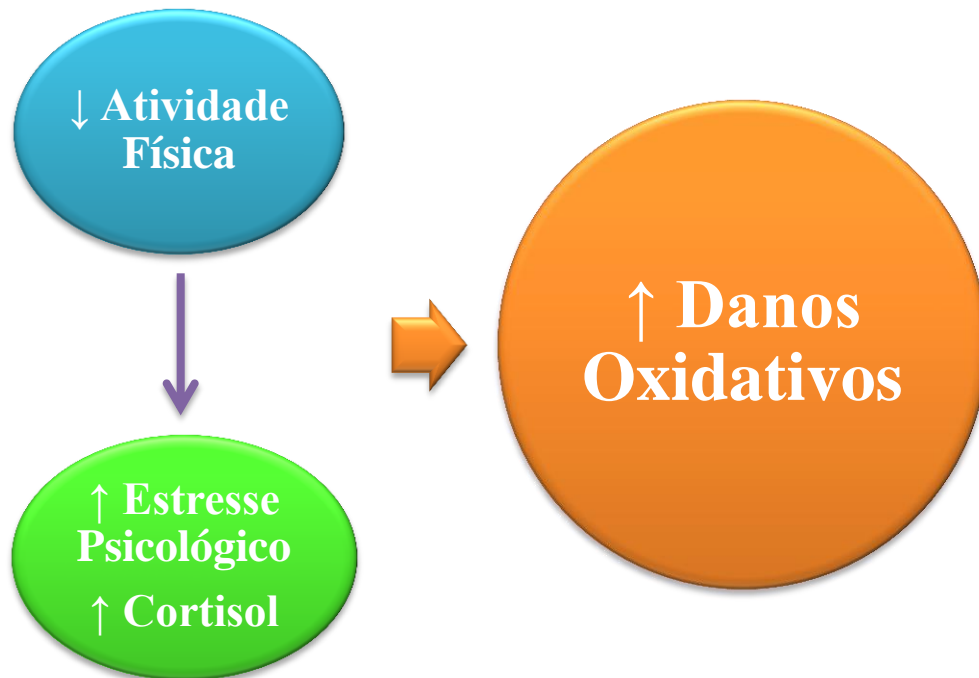 ↓ Atividade
Física
↑ Estresse
Psicológico
↑ Cortisol
↑ Danos
Oxidativos